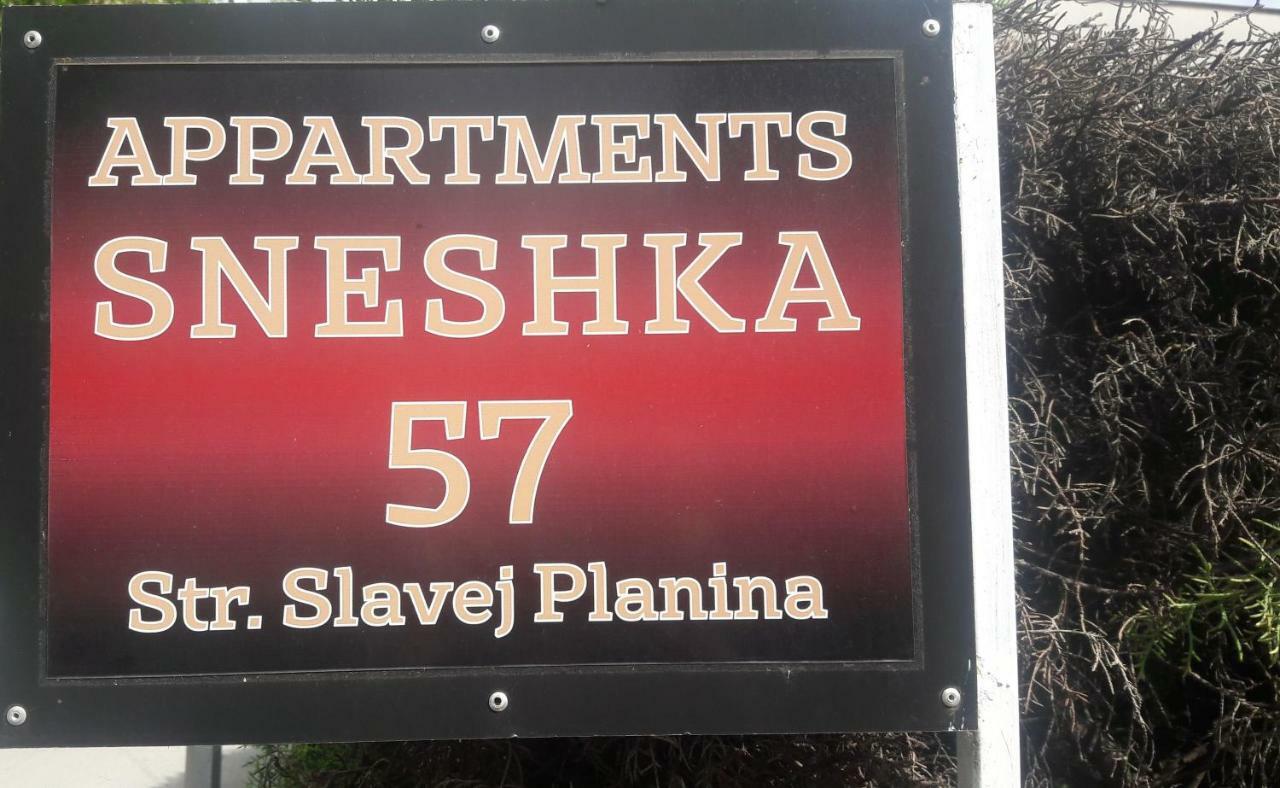 APPARTMENTS
SNESHKA
57
Str. Slavej Planina